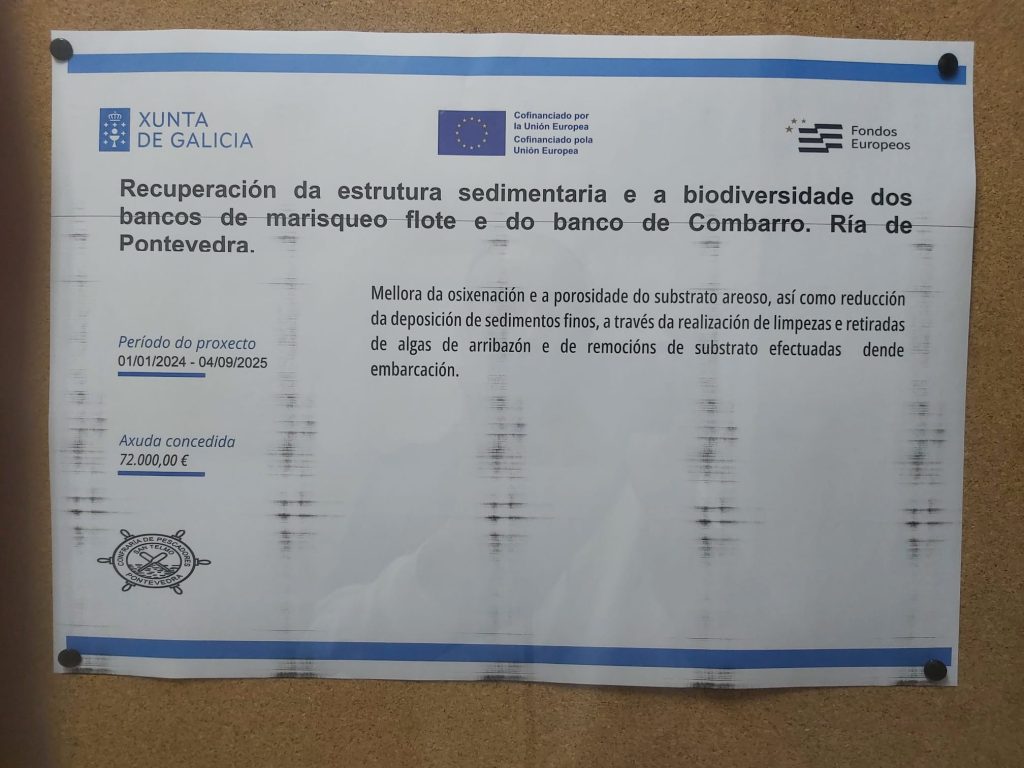 XUNTA
DE GALICIA
Cofinanciado por
la Unión Europea
Cofinanciado pola
Unión Europea
Fondos
Europeos
Recuperación da estrutura sedimentaria e a biodiversidade dos
bancos de marisqueo flote e do banco de Combarro. Ría de
Pontevedra.
Mellora da osixenación e a porosidade do substrato areoso, así como reducción
da deposición de sedimentos finos, a través da realización de limpezas e retiradas
de algas de arribazón e de remocións de substrato efectuadas dende
embarcación.
Período do proxecto
01/01/2024 - 04/09/2025
Axuda concedida
72.000,00 €
CONFRARIA DE PESCADORES
SAN TELMO
PONTEVEDRA